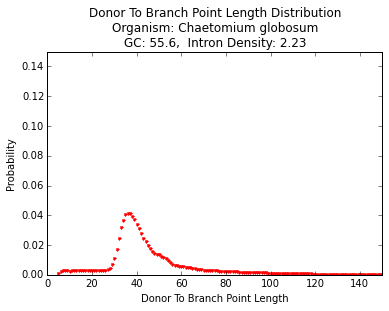 Donor To Branch Point Length Distribution
Organism: Chaetomium globosum
GC: 55.6,  Intron Density: 2.23
0.14
0.12
0.10
0.08
0.06
0.04
0.02
0.00
Probability
0 20 40 60 80 100 120 140
Donor To Branch Point Length